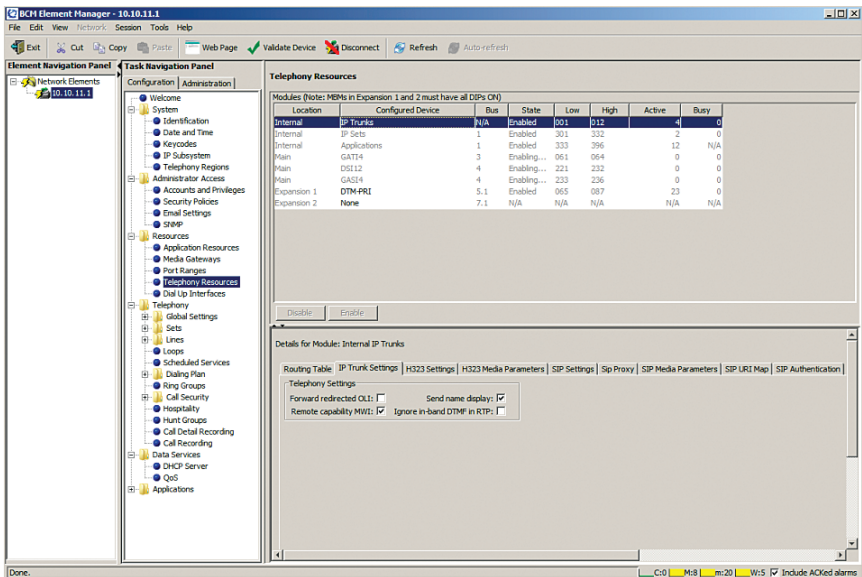 BCM Element Manager - 10.10.11.1
File Edit View Network Session Tools Help
Exit Cut Copy Paste Web Page Validate Device Disconnect Refresh Auto-refresh
Element Navigation Panel
Network Elements
10.10.11.1
Task Navigation Panel
Configuration Administration
Welcome
System
Identification
Date and Time
Keycodes
IP Subsystem
Telephony Regions
Administrator Access
Accounts and Privileges
Security Policies
Email Settings
SNMP
Resources
Application Resources
Media Gateways
Port Ranges
Telephony Resources
Dial Up Interfaces
Telephony
Global Settings
Sets
Lines
Loops
Scheduled Services
Dialing Plan
Ring Groups
Call Security
Hospitality
Hunt Groups
Call Detail Recording
Call Recording
Data Services
DHCP Server
QoS
Applications
Telephony Resources
Modules (Note: MBMs in Expansion 1 and 2 must have all DIPs ON)
Location Configured Device Bus State Low High Active Busy
Internal IP Trunks N/A Enabled 001 012 4 0
Internal IP Sets 1 Enabled 301 332 2 0
Internal Applications 1 Enabled 333 396 12 N/A
Main GATI4 3 Enabling... 061 064 0 0
Main DSI12 4 Enabling... 221 232 0 0
Main GASI4 4 Enabling... 233 236 0 0
Expansion 1 DTM-PRI 5.1 Enabled 065 087 23 0
Expansion 2 None 7.1 N/A N/A N/A N/A N/A
Disable Enable
Details for Module: Internal IP Trunks
Routing Table IP Trunk Settings H323 Settings H323 Media Parameters SIP Settings Sip Proxy SIP Media Parameters SIP URI Map SIP Authentication
Telephony Settings
Forward redirected OLI: Send name display:
Remote capability MWI: Ignore in-band DTMF in RTP:
Done.
C:0 M:8 m:20 W:5 Include ACKed alarms